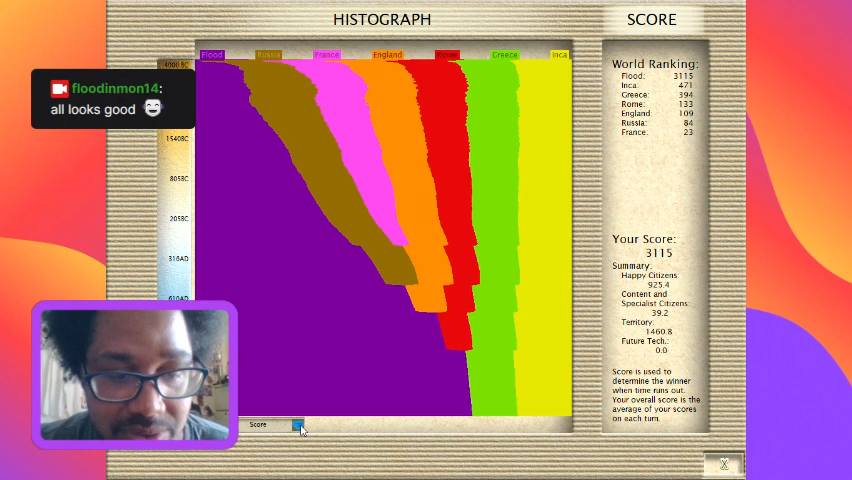 HISTOGRAPH
SCORE
Flood
Russia
France
England
Rome
Greece
Inca
4000 BC
1540BC
805BC
205BC
316AD
610AD
floodinmon14:
all looks good
Score
World Ranking:
Flood: 3115
Inca: 471
Greece: 394
Rome: 133
England: 109
Russia: 84
France: 23
Your Score:
3115
Summary:
Happy Citizens:
925.4
Content and
Specialist Citizens:
39.2
Territory:
1460.8
Future Tech.:
0.0
Score is used to
determine the winner
when time runs out.
Your overall score is the
average of your scores
on each turn.
X